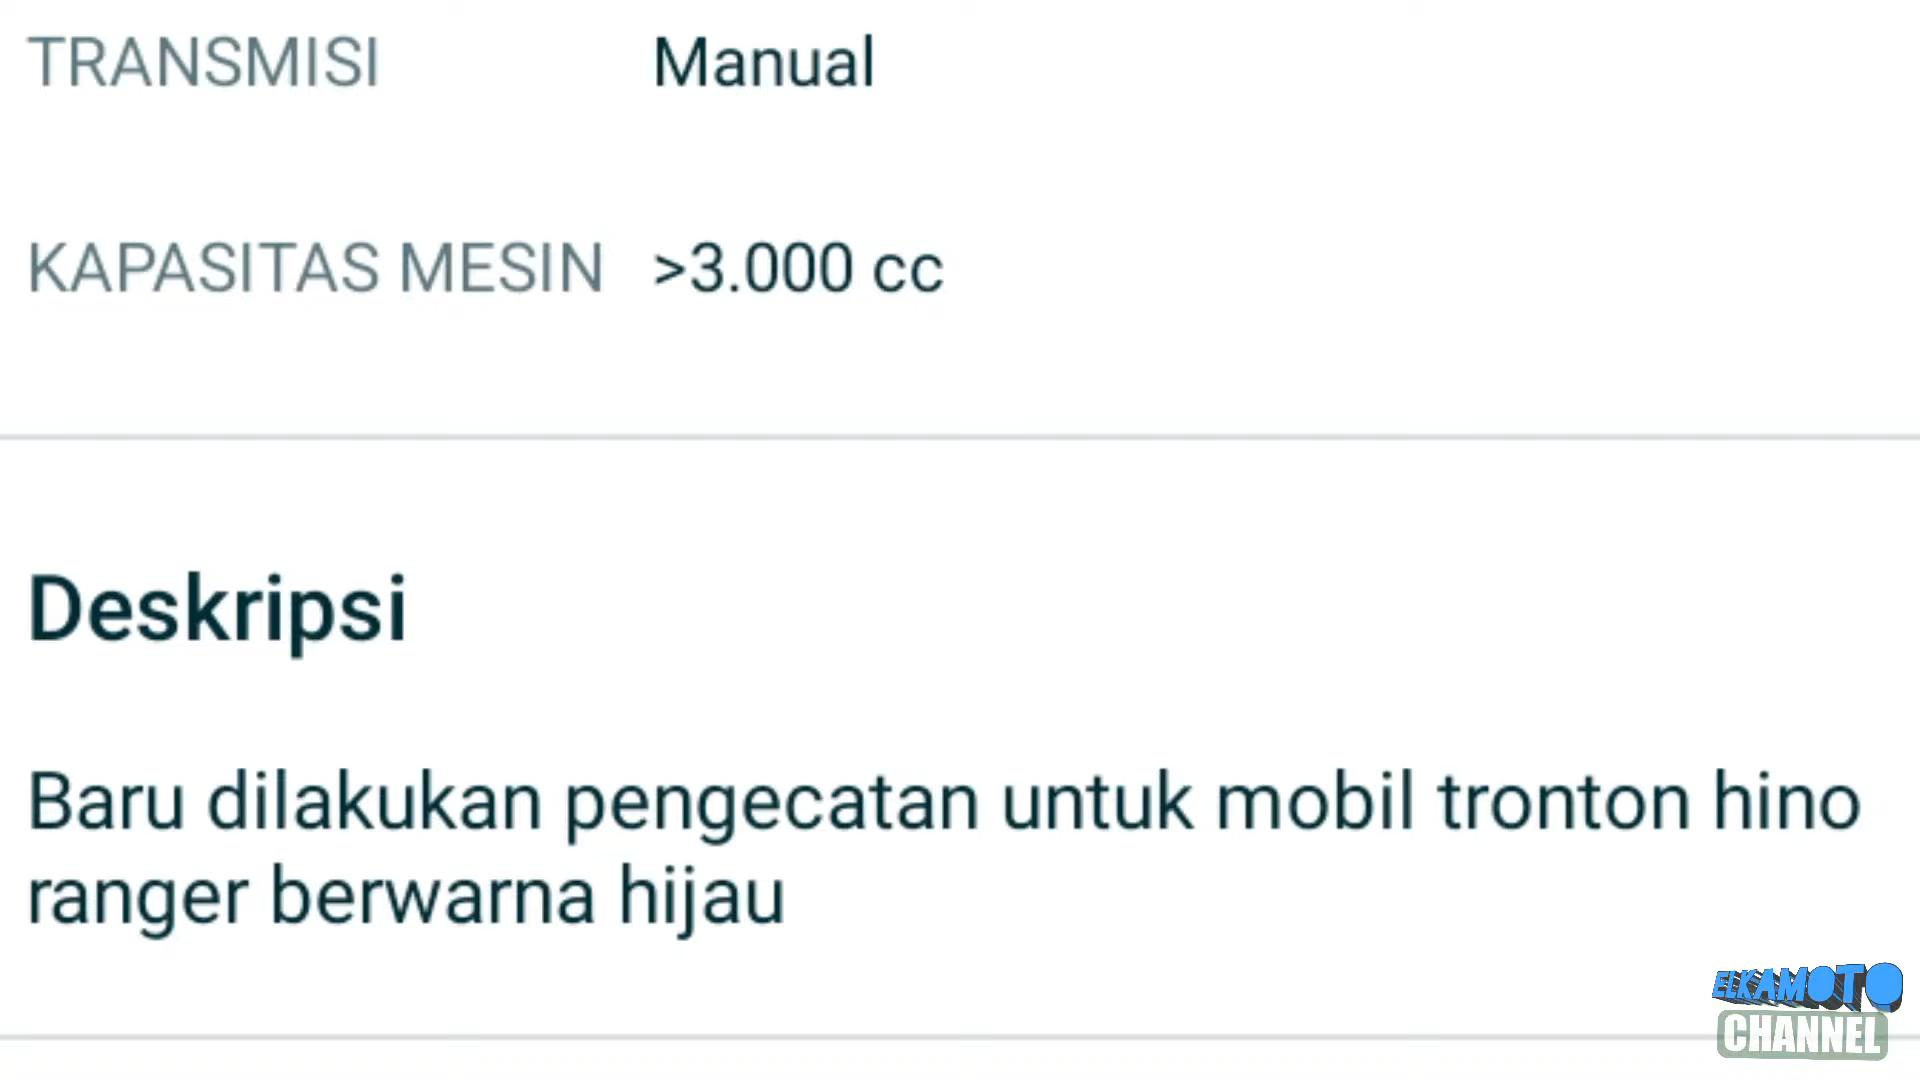 TRANSMISI Manual
KAPASITAS MESIN >3.000 cc
Deskripsi
Baru dilakukan pengecatan untuk mobil tronton hino
ranger berwarna hijau
ELKAMOTO
CHANNEL